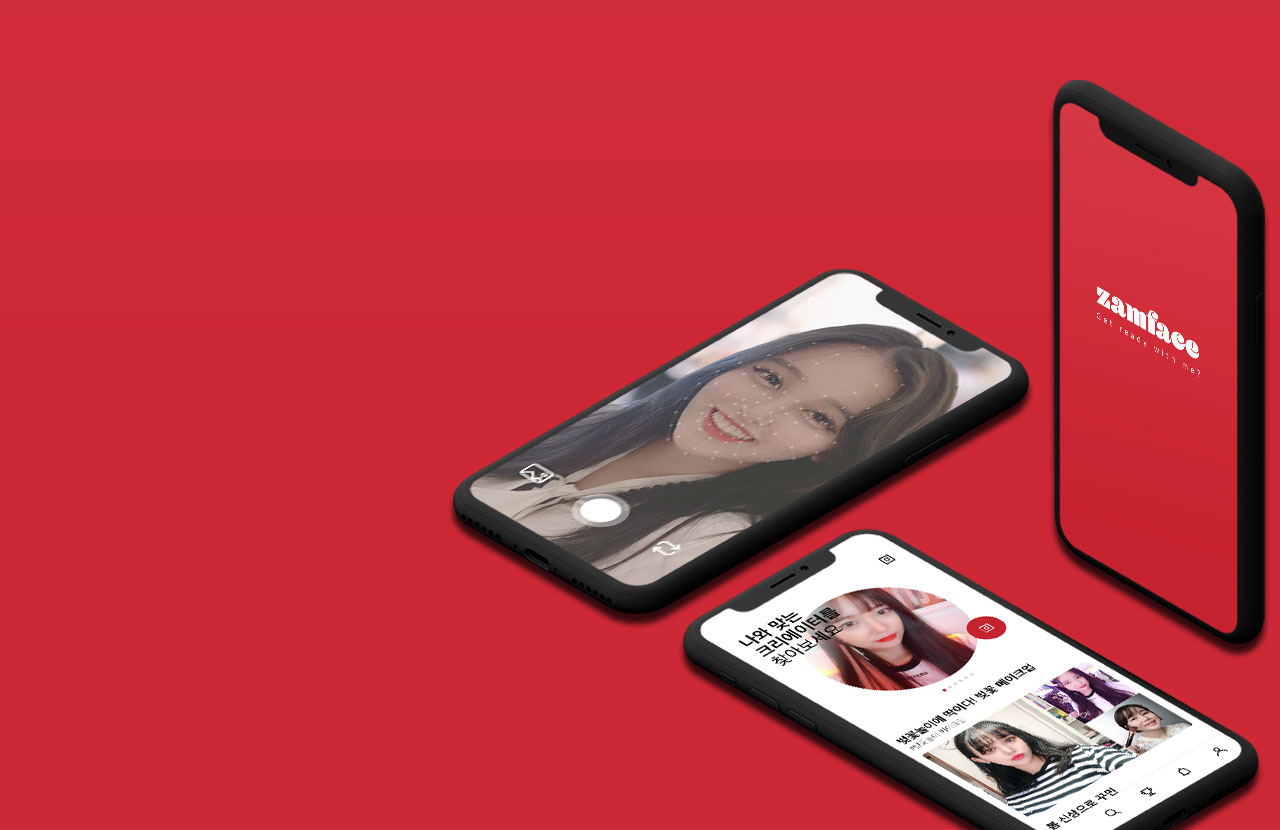 zamface
Get ready with me?
나와 맞는
크리에이터를
찾아보세요
벚꽃놀이에 딱이다! 벚꽃 메이크업
봄 신상으로 꾸민